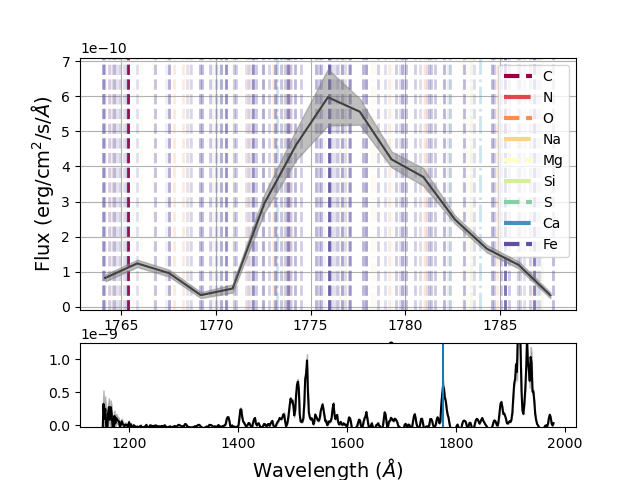 1e−10
7
6
5
4
3
2
1
0
Flux (erg/cm²/s/Å)
C
N
O
Na
Mg
Si
S
Ca
Fe
1765 1770 1775 1780 1785
1e−9
1.0
0.5
0.0
1200 1400 1600 1800 2000
Wavelength (Å)